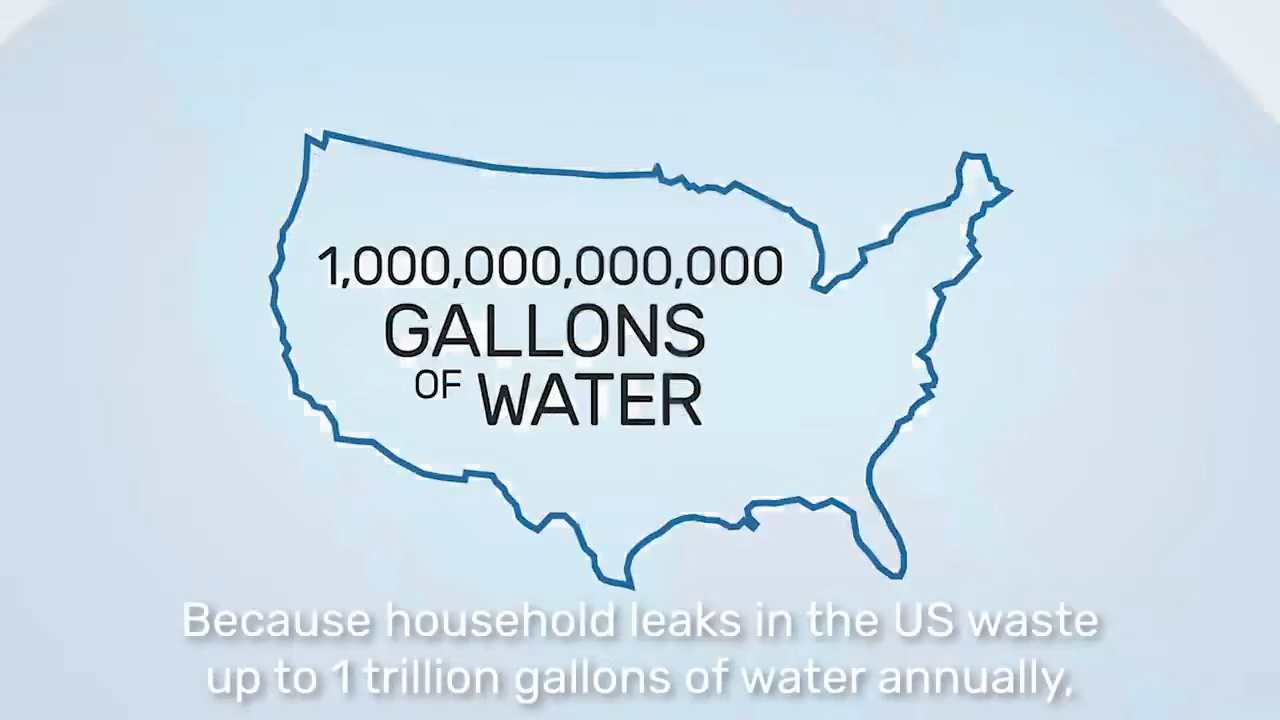 1,000,000,000,000
GALLONS
OF WATER
Because household leaks in the US waste
up to 1 trillion gallons of water annually,